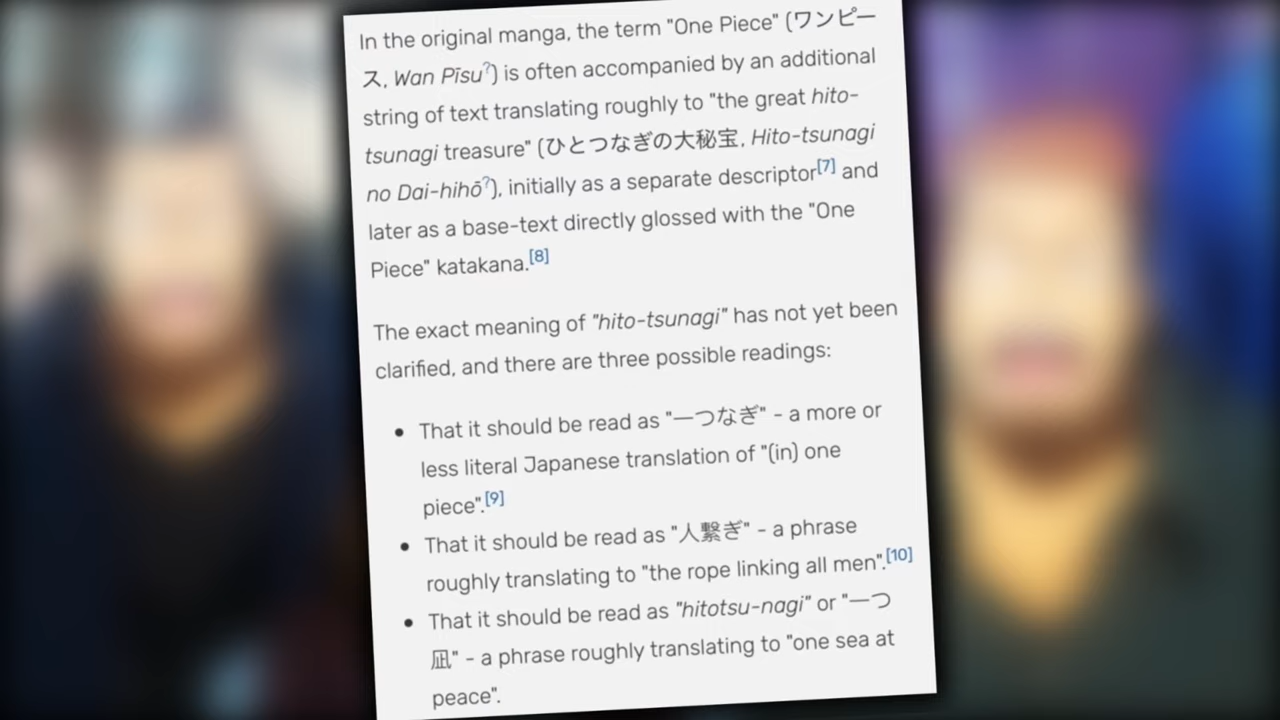 In the original manga, the term "One Piece" (ワンピー
ス, Wan Pīsu?) is often accompanied by an additional
string of text translating roughly to "the great hito-
tsunagi treasure" (ひとつなぎの大秘宝, Hito-tsunagi
no Dai-hihō?), initially as a separate descriptor[7] and
later as a base-text directly glossed with the "One
Piece" katakana.[8]
The exact meaning of "hito-tsunagi" has not yet been
clarified, and there are three possible readings:
• That it should be read as "一つなぎ" - a more or
less literal Japanese translation of "(in) one
piece".[9]
• That it should be read as "人繋ぎ" - a phrase
roughly translating to "the rope linking all men".[10]
• That it should be read as "hitotsu-nagi" or "一つ
凪" - a phrase roughly translating to "one sea at
peace".